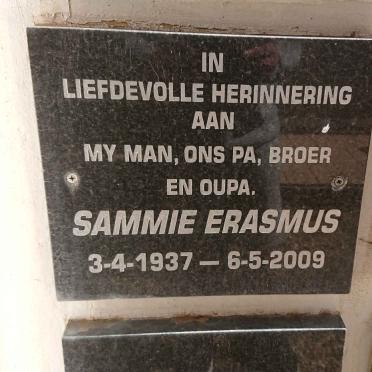 IN
LIEFDEVOLLE HERINNERING
AAN
MY MAN, ONS PA, BROER
EN OUPA.
SAMMIE ERASMUS
3-4-1937 — 6-5-2009